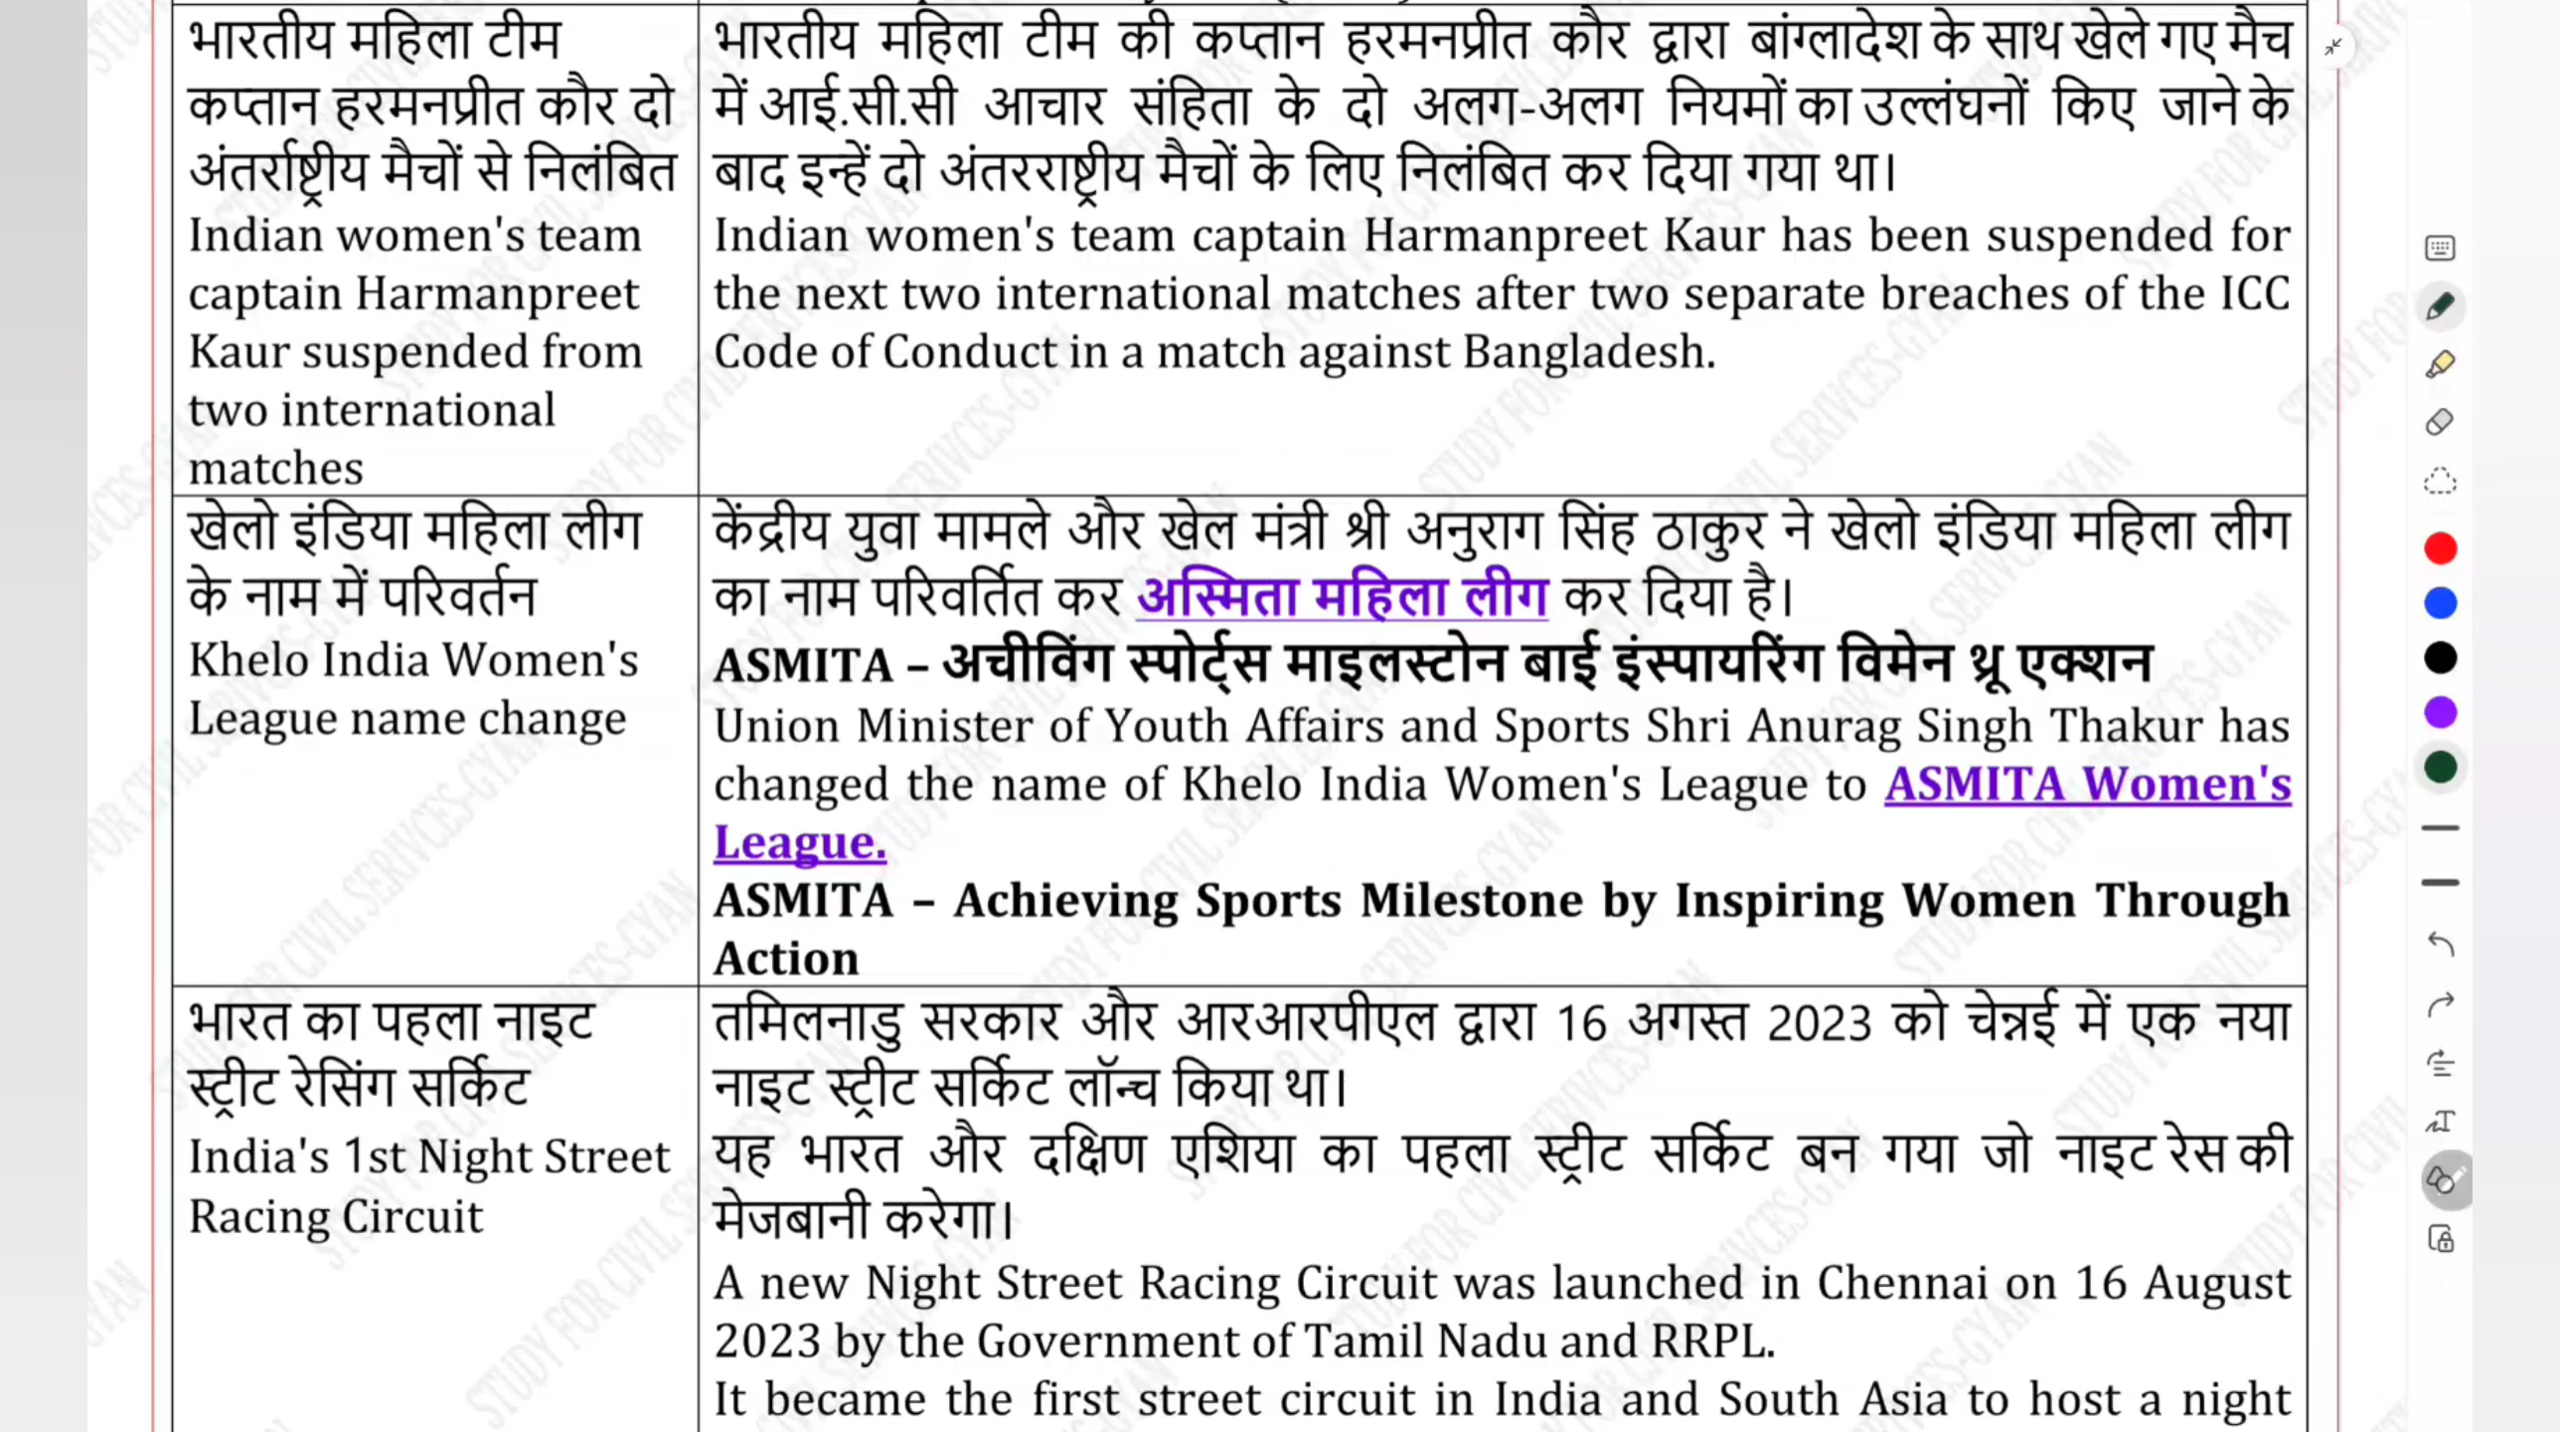 भारतीय महिला टीम
कप्तान हरमनप्रीत कौर दो
अंतर्राष्ट्रीय मैचों से निलंबित
Indian women's team
captain Harmanpreet
Kaur suspended from
two international
matches
भारतीय महिला टीम की कप्तान हरमनप्रीत कौर द्वारा बांग्लादेश के साथ खेले गए मैच
में आई.सी.सी आचार संहिता के दो अलग-अलग नियमों का उल्लंघनों किए जाने के
बाद इन्हें दो अंतरराष्ट्रीय मैचों के लिए निलंबित कर दिया गया था।
Indian women's team captain Harmanpreet Kaur has been suspended for
the next two international matches after two separate breaches of the ICC
Code of Conduct in a match against Bangladesh.
खेलो इंडिया महिला लीग
के नाम में परिवर्तन
Khelo India Women's
League name change
केंद्रीय युवा मामले और खेल मंत्री श्री अनुराग सिंह ठाकुर ने खेलो इंडिया महिला लीग
का नाम परिवर्तित कर अस्मिता महिला लीग कर दिया है।
ASMITA – अचीविंग स्पोर्ट्स माइलस्टोन बाई इंस्पायरिंग विमेन थ्रू एक्शन
Union Minister of Youth Affairs and Sports Shri Anurag Singh Thakur has
changed the name of Khelo India Women's League to ASMITA Women's
League.
ASMITA – Achieving Sports Milestone by Inspiring Women Through
Action
भारत का पहला नाइट
स्ट्रीट रेसिंग सर्किट
India's 1st Night Street
Racing Circuit
तमिलनाडु सरकार और आरआरपीएल द्वारा 16 अगस्त 2023 को चेन्नई में एक नया
नाइट स्ट्रीट सर्किट लॉन्च किया था।
यह भारत और दक्षिण एशिया का पहला स्ट्रीट सर्किट बन गया जो नाइट रेस की
मेजबानी करेगा।
A new Night Street Racing Circuit was launched in Chennai on 16 August
2023 by the Government of Tamil Nadu and RRPL.
It became the first street circuit in India and South Asia to host a night
STUDY FOR CIVIL SERIVCES-GYAN